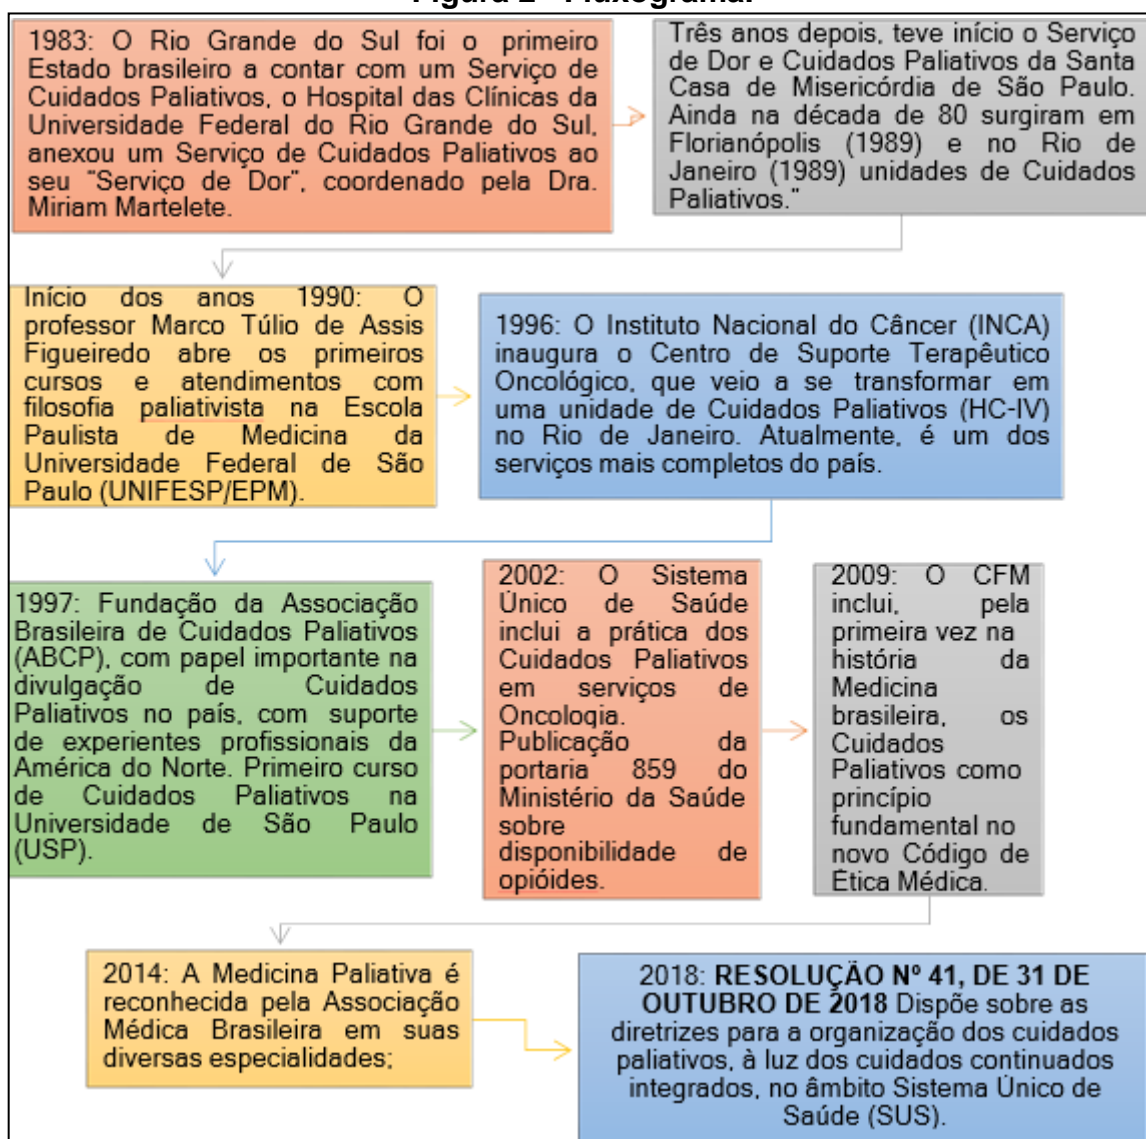 Figura 2 - Fluxograma.
1983: O Rio Grande do Sul foi o primeiro
Estado brasileiro a contar com um Serviço de
Cuidados Paliativos, o Hospital das Clínicas da
Universidade Federal do Rio Grande do Sul,
anexou um Serviço de Cuidados Paliativos ao
seu "Serviço de Dor", coordenado pela Dra.
Miriam Martelete.
Três anos depois, teve início o Serviço
de Dor e Cuidados Paliativos da Santa
Casa de Misericórdia de São Paulo.
Ainda na década de 80 surgiram em
Florianópolis (1989) e no Rio de
Janeiro (1989) unidades de Cuidados
Paliativos."
Início dos anos 1990: O
professor Marco Túlio de Assis
Figueiredo abre os primeiros
cursos e atendimentos com
filosofia paliativista na Escola
Paulista de Medicina da
Universidade Federal de São
Paulo (UNIFESP/EPM).
1996: O Instituto Nacional do Câncer (INCA)
inaugura o Centro de Suporte Terapêutico
Oncológico, que veio a se transformar em
uma unidade de Cuidados Paliativos (HC-IV)
no Rio de Janeiro. Atualmente, é um dos
serviços mais completos do país.
1997: Fundação da Associação
Brasileira de Cuidados Paliativos
(ABCP), com papel importante na
divulgação de Cuidados
Paliativos no país, com suporte
de experientes profissionais da
América do Norte. Primeiro curso
de Cuidados Paliativos na
Universidade de São Paulo
(USP).
2002: O Sistema
Único de Saúde
inclui a prática dos
Cuidados Paliativos
em serviços de
Oncologia.
Publicação da
portaria 859 do
Ministério da Saúde
sobre
disponibilidade de
opióides.
2009: O CFM
inclui, pela
primeira vez na
história da
Medicina
brasileira, os
Cuidados
Paliativos como
princípio
fundamental no
novo Código de
Ética Médica.
2014: A Medicina Paliativa é
reconhecida pela Associação
Médica Brasileira em suas
diversas especialidades;
2018: RESOLUÇÃO Nº 41, DE 31 DE
OUTUBRO DE 2018 Dispõe sobre as
diretrizes para a organização dos cuidados
paliativos, à luz dos cuidados continuados
integrados, no âmbito Sistema Único de
Saúde (SUS).